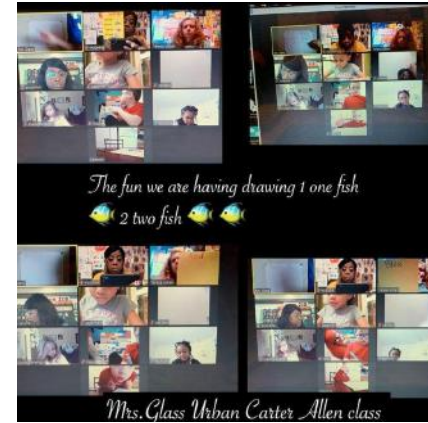 The fun we are having drawing 1 one fish
🐠 2 two fish 🐠 🐠
Mrs. Glass Urban Carter Allen class